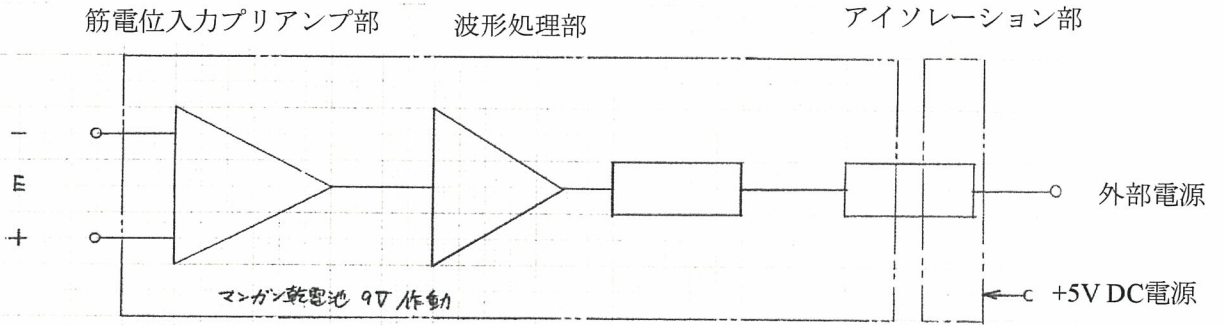 筋電位入力プリアンプ部
波形処理部
アイソレーション部
−
E
+
マンガン乾電池 9V 作動
外部電源
c +5V DC電源